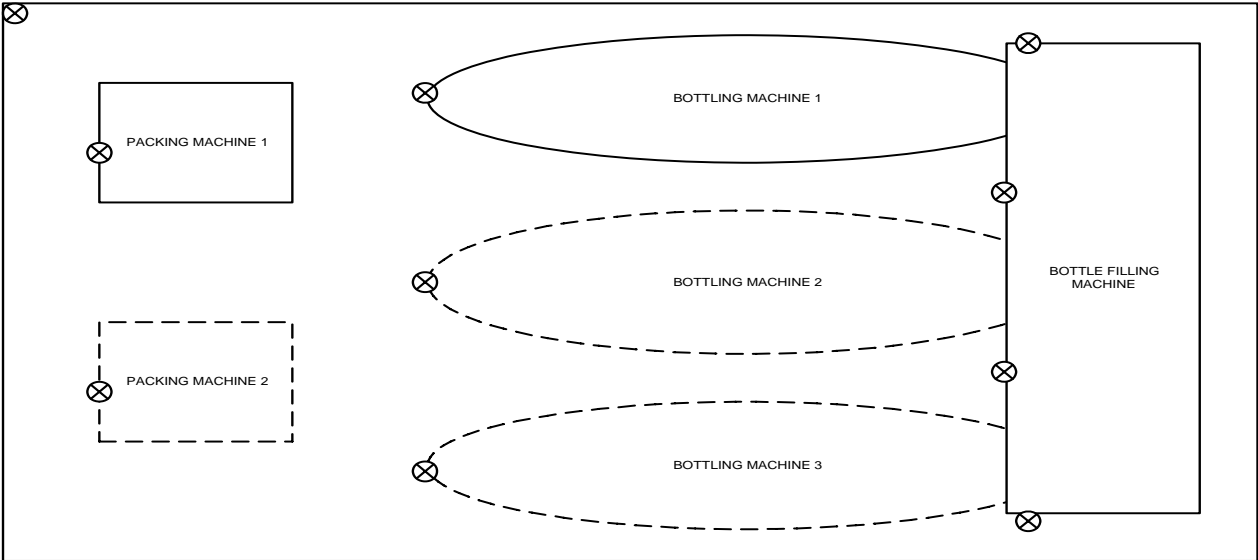 PACKING MACHINE 1
BOTTLING MACHINE 1
BOTTLING MACHINE 2
BOTTLE FILLING
MACHINE
PACKING MACHINE 2
BOTTLING MACHINE 3